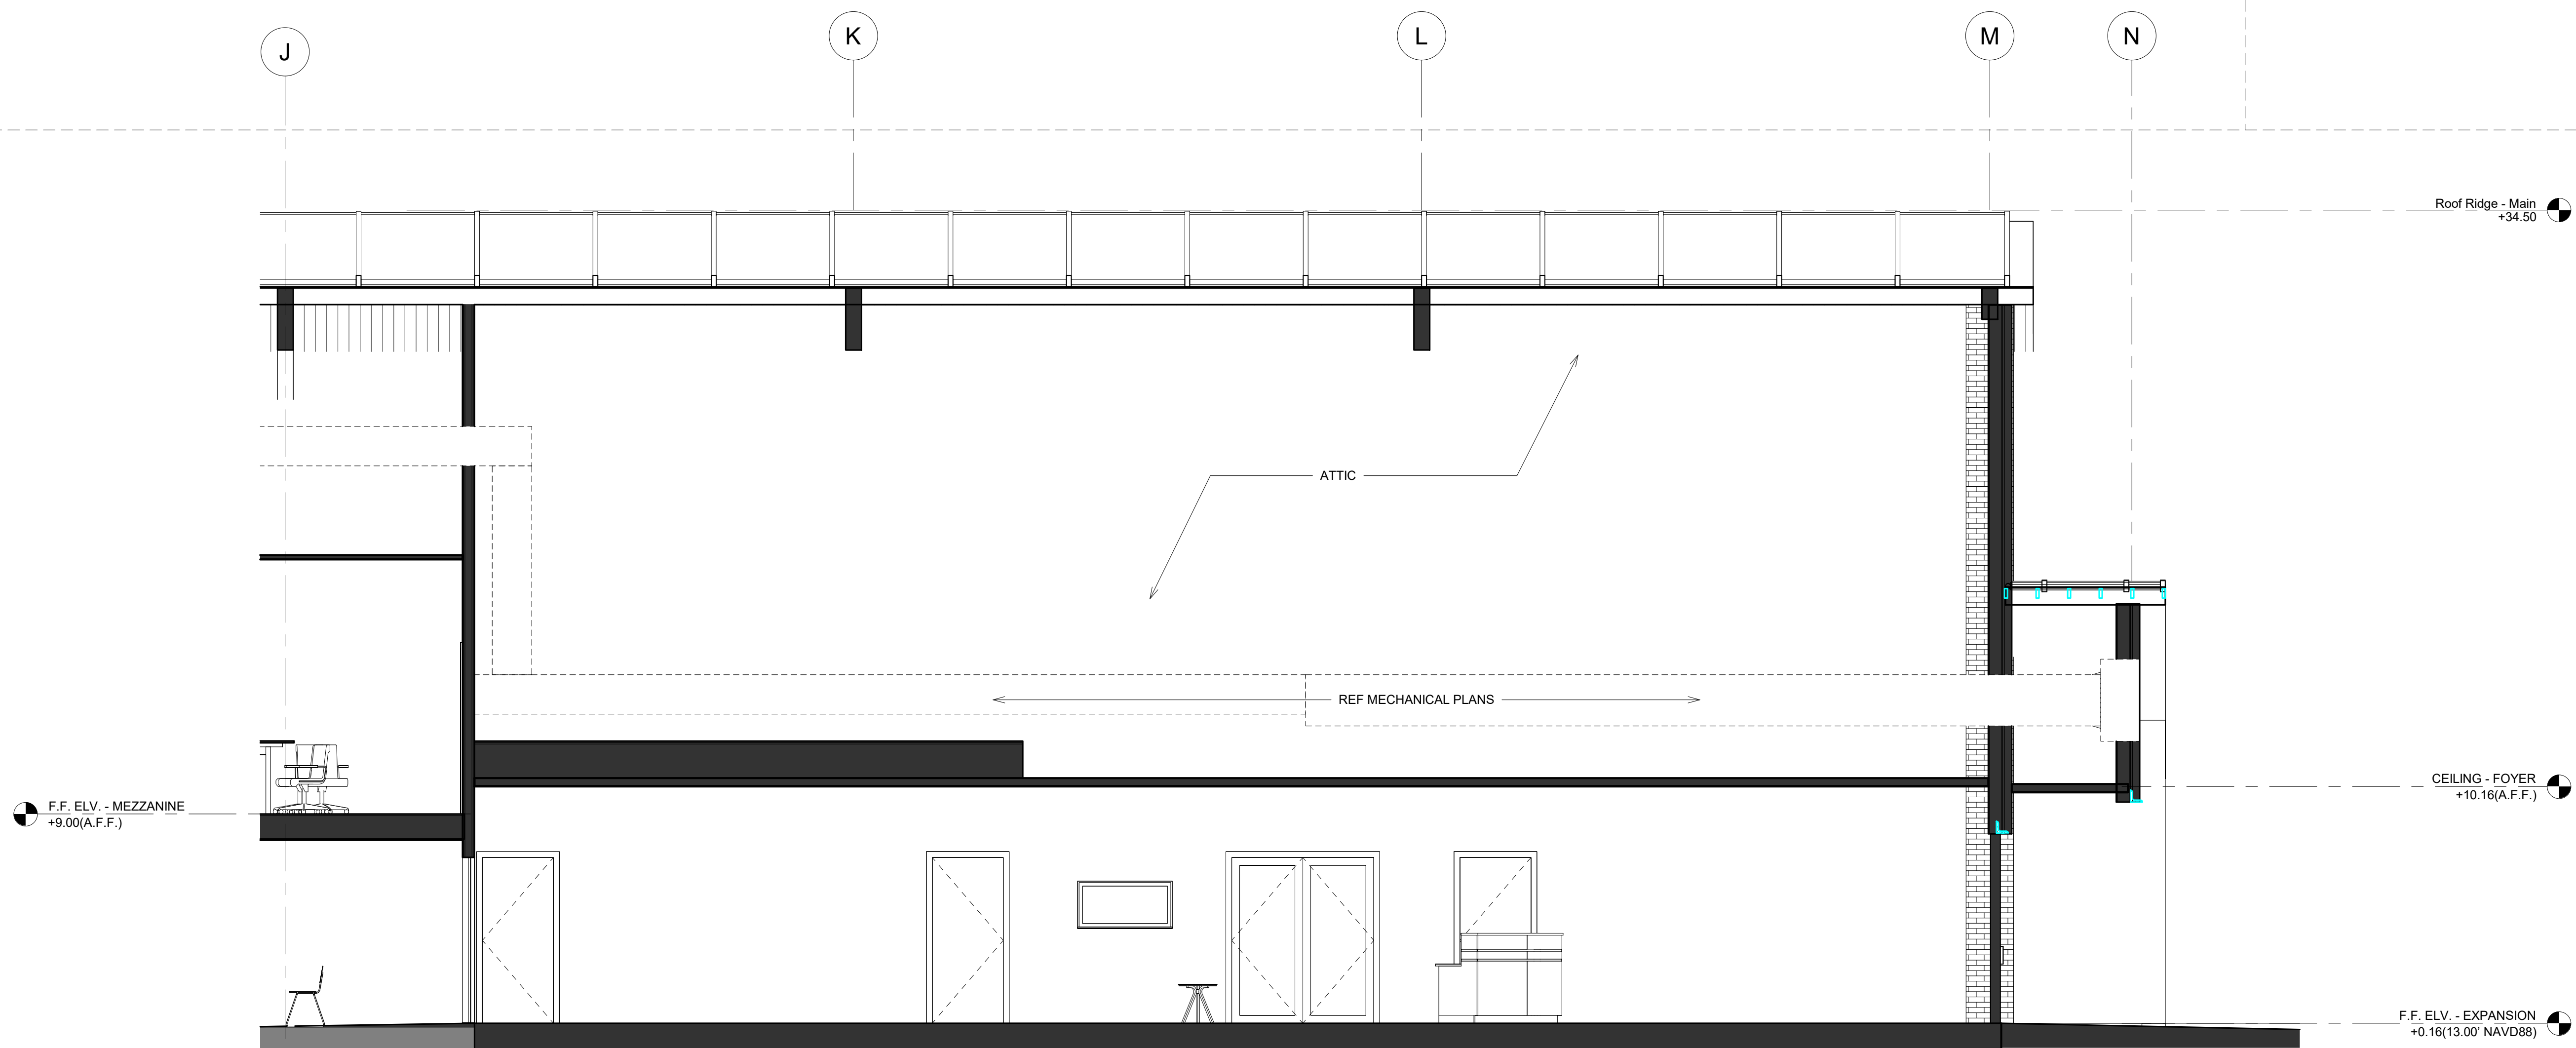 J
K
L
M
N
Roof Ridge - Main
+34.50
ATTIC
REF MECHANICAL PLANS
CEILING - FOYER
+10.16(A.F.F.)
F.F. ELV. - MEZZANINE
+9.00(A.F.F.)
F.F. ELV. - EXPANSION
+0.16(13.00' NAVD88)